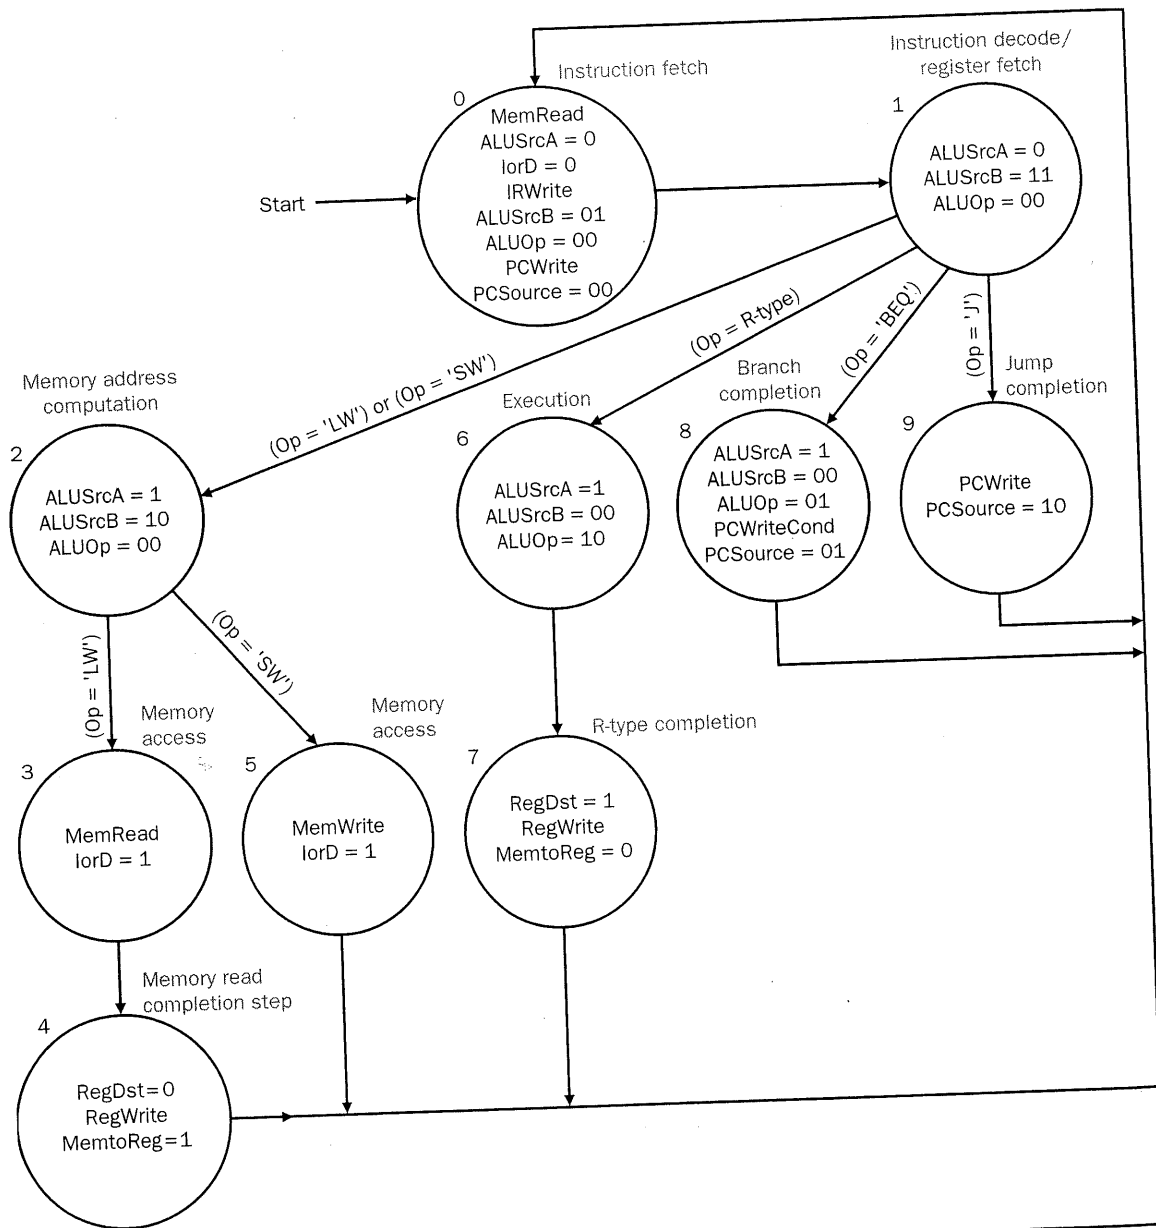 Instruction fetch
0
MemRead
ALUSrcA = 0
IorD = 0
IRWrite
ALUSrcB = 01
ALUOp = 00
PCWrite
PCSource = 00
Start
Instruction decode/
register fetch
1
ALUSrcA = 0
ALUSrcB = 11
ALUOp = 00
(Op = 'LW') or (Op = 'SW')
(Op = R-type)
(Op = 'BEQ')
(Op = 'J')
Memory address
computation
2
ALUSrcA = 1
ALUSrcB = 10
ALUOp = 00
Execution
6
ALUSrcA =1
ALUSrcB = 00
ALUOp= 10
Branch
completion
8
ALUSrcA = 1
ALUSrcB = 00
ALUOp = 01
PCWriteCond
PCSource = 01
Jump
completion
9
PCWrite
PCSource = 10
(Op = 'LW')
(Op = 'SW')
Memory
access
3
MemRead
IorD = 1
Memory
access
5
MemWrite
IorD = 1
R-type completion
7
RegDst = 1
RegWrite
MemtoReg = 0
Memory read
completion step
4
RegDst=0
RegWrite
MemtoReg=1